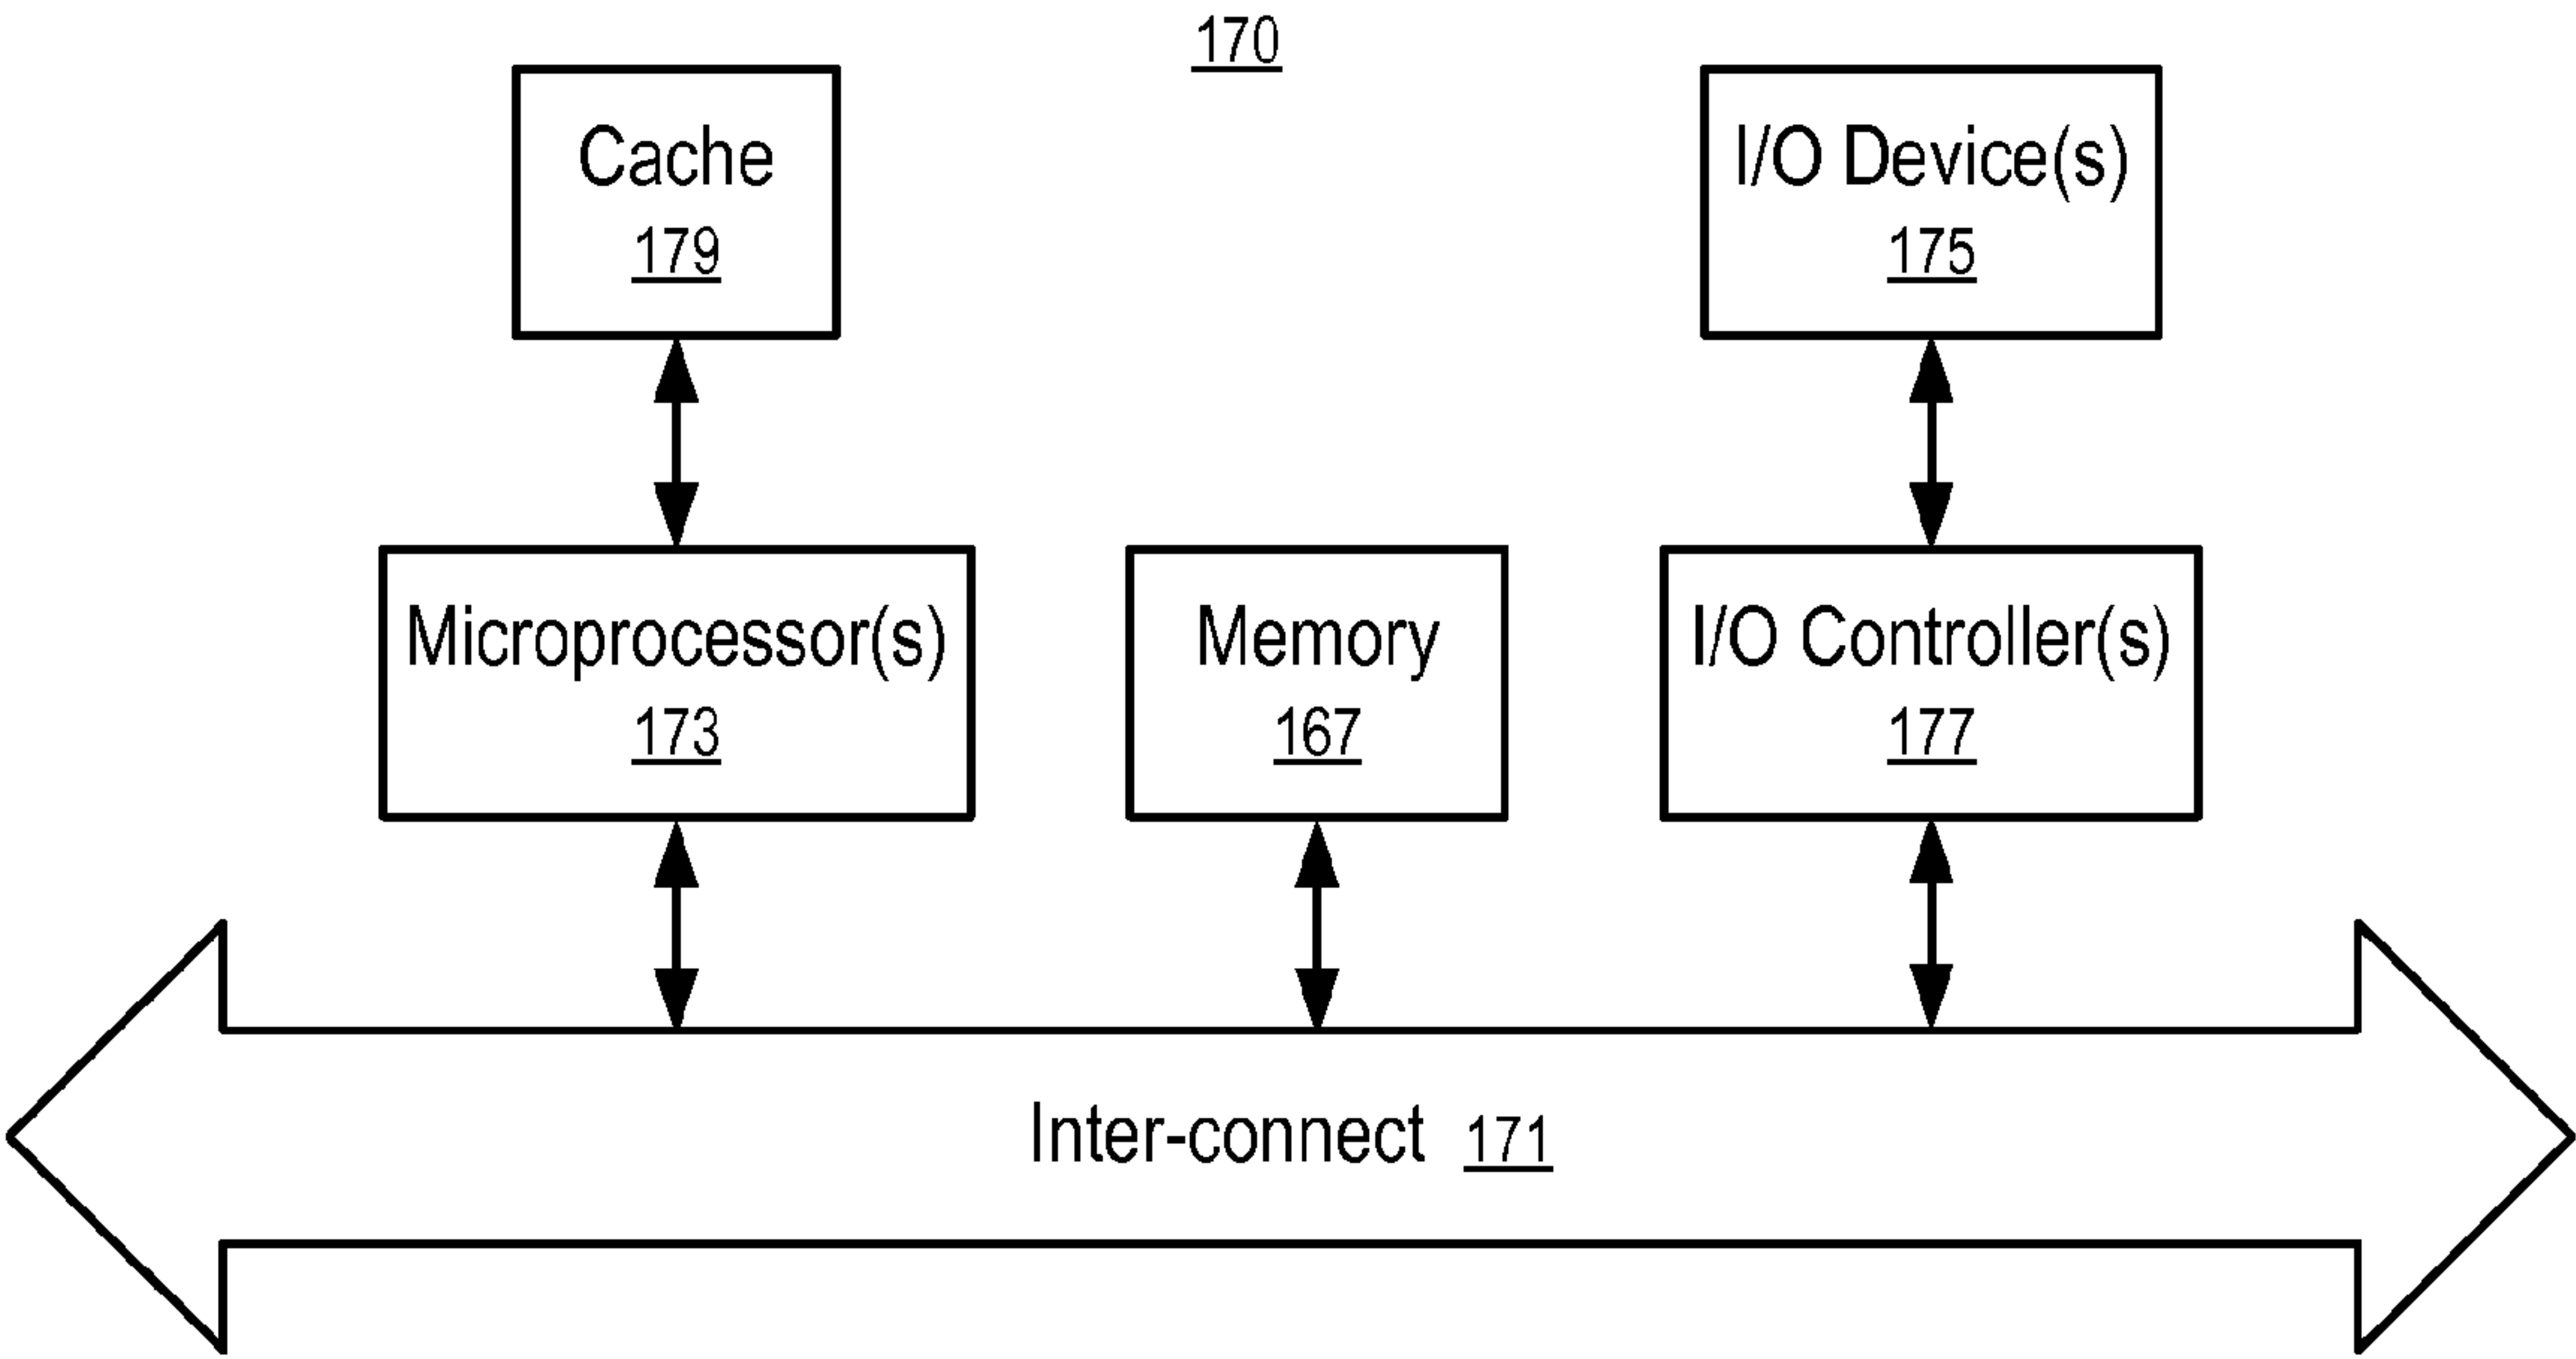 170
Cache
179
I/O Device(s)
175
Microprocessor(s)
173
Memory
167
I/O Controller(s)
177
Inter-connect 171